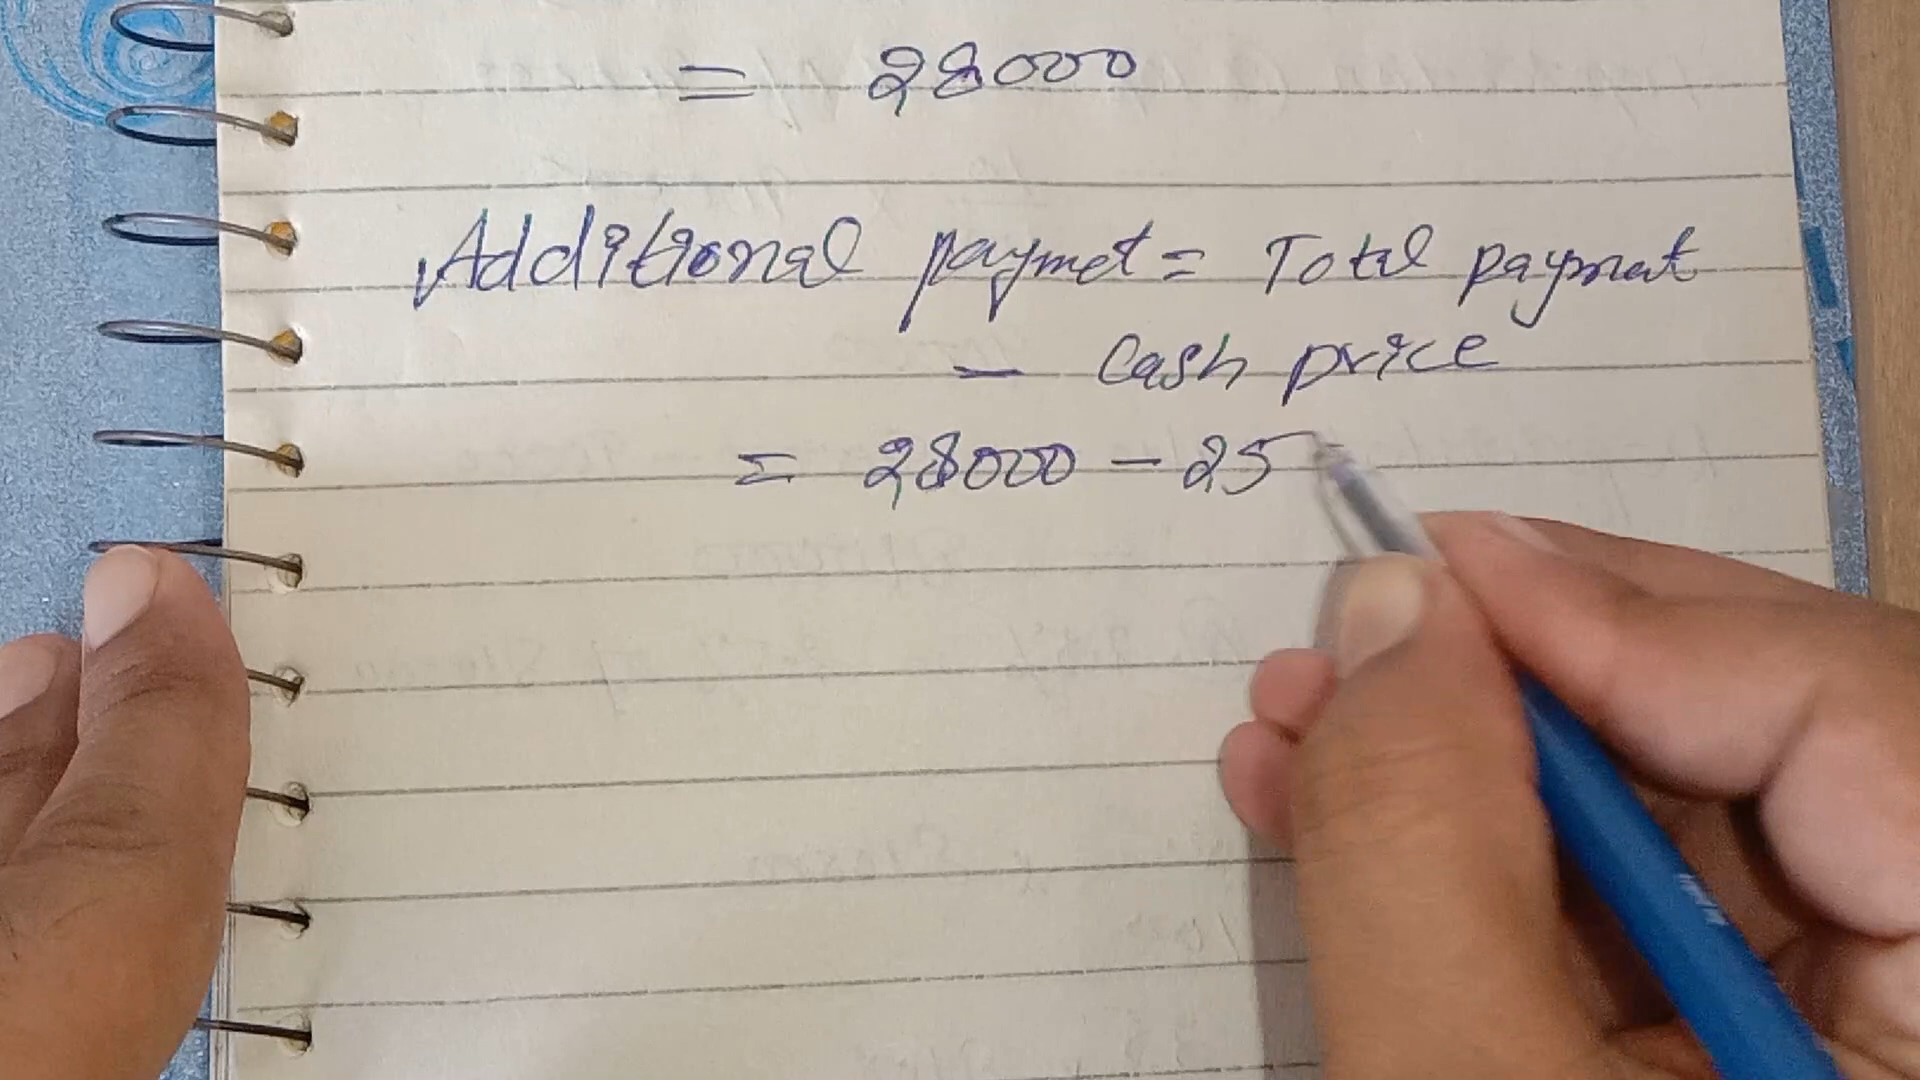 = 28000
Additional paymet = Total paymat
- Cash price
= 28000 - 25